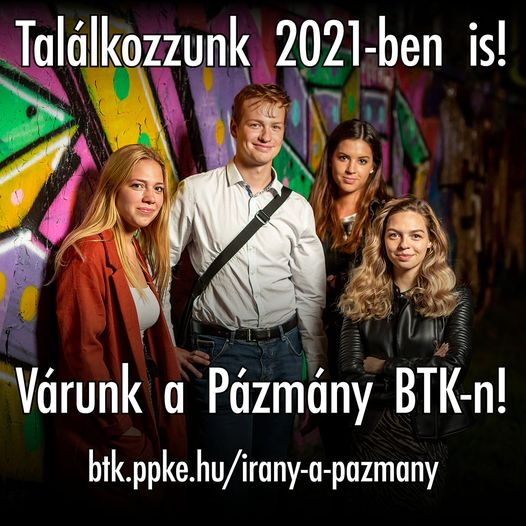 Találkozzunk 2021-ben is!
Várunk a Pázmány BTK-n!
btk.ppke.hu/irany-a-pazmany